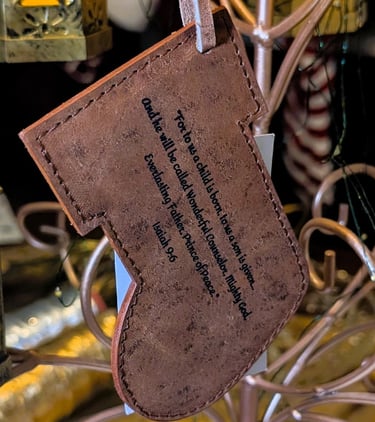 "For to us a child is born, to us a son is given,
And he will be called Wonderful Counselor, Mighty God,
Everlasting Father, Prince of Peace."
Isaiah 9:6